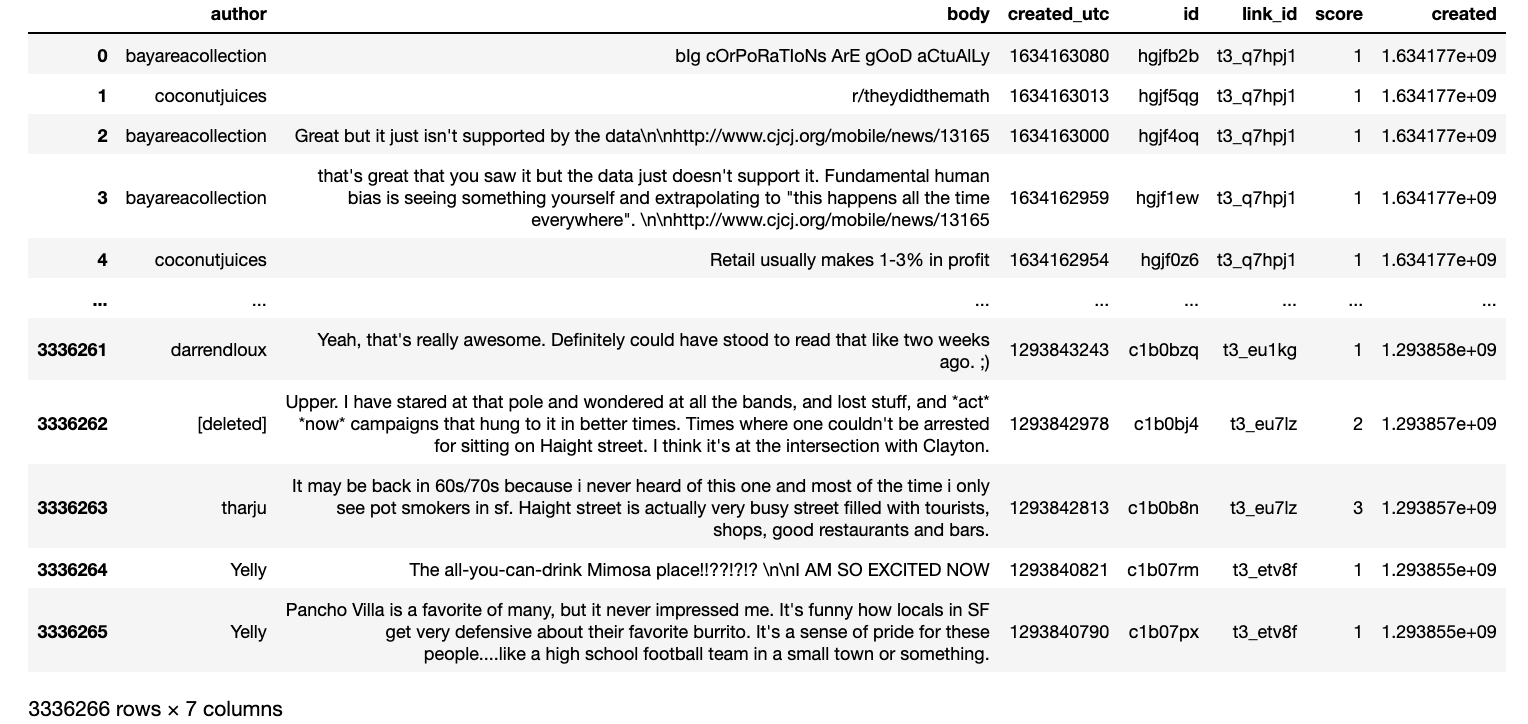 author body created_utc id link_id score created
0 bayareacollection bIg cOrPoRaTIoNs ArE gOoD aCtuAlLy 1634163080 hgjfb2b t3_q7hpj1 1 1.634177e+09
1 coconutjuices r/theydidthemath 1634163013 hgjf5qg t3_q7hpj1 1 1.634177e+09
2 bayareacollection Great but it just isn't supported by the data\n\nhttp://www.cjcj.org/mobile/news/13165 1634163000 hgjf4oq t3_q7hpj1 1 1.634177e+09
that's great that you saw it but the data just doesn't support it. Fundamental human
3 bayareacollection bias is seeing something yourself and extrapolating to "this happens all the time 1634162959 hgjf1ew t3_q7hpj1 1 1.634177e+09
everywhere". \n\nhttp://www.cjcj.org/mobile/news/13165
4 coconutjuices Retail usually makes 1-3% in profit 1634162954 hgjf0z6 t3_q7hpj1 1 1.634177e+09
... ... ... ... ... ... ... ...
3336261 darrendloux Yeah, that's really awesome. Definitely could have stood to read that like two weeks 1293843243 c1b0bzq t3_eu1kg 1 1.293858e+09
ago. ;)
Upper. I have stared at that pole and wondered at all the bands, and lost stuff, and *act*
3336262 [deleted] *now* campaigns that hung to it in better times. Times where one couldn't be arrested 1293842978 c1b0bj4 t3_eu7lz 2 1.293857e+09
for sitting on Haight street. I think it's at the intersection with Clayton.
It may be back in 60s/70s because i never heard of this one and most of the time i only
3336263 tharju see pot smokers in sf. Haight street is actually very busy street filled with tourists, 1293842813 c1b0b8n t3_eu7lz 3 1.293857e+09
shops, good restaurants and bars.
3336264 Yelly The all-you-can-drink Mimosa place!!??!?!? \n\nI AM SO EXCITED NOW 1293840821 c1b07rm t3_etv8f 1 1.293855e+09
Pancho Villa is a favorite of many, but it never impressed me. It's funny how locals in SF
3336265 Yelly get very defensive about their favorite burrito. It's a sense of pride for these 1293840790 c1b07px t3_etv8f 1 1.293855e+09
people....like a high school football team in a small town or something.
3336266 rows × 7 columns